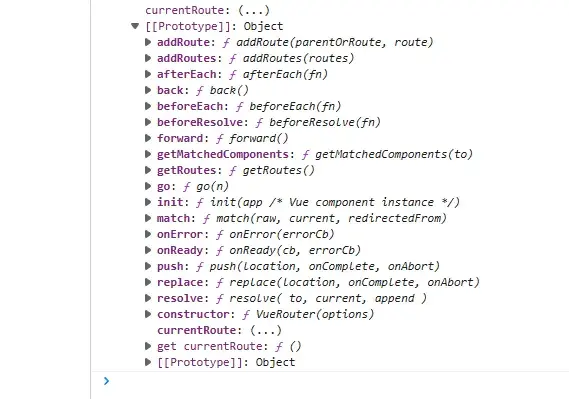 currentRoute: (...)
[[Prototype]]: Object
addRoute: ƒ addRoute(parentOrRoute, route)
addRoutes: ƒ addRoutes(routes)
afterEach: ƒ afterEach(fn)
back: ƒ back()
beforeEach: ƒ beforeEach(fn)
beforeResolve: ƒ beforeResolve(fn)
forward: ƒ forward()
getMatchedComponents: ƒ getMatchedComponents(to)
getRoutes: ƒ getRoutes()
go: ƒ go(n)
init: ƒ init(app /* Vue component instance */)
match: ƒ match(raw, current, redirectedFrom)
onError: ƒ onError(errorCb)
onReady: ƒ onReady(cb, errorCb)
push: ƒ push(location, onComplete, onAbort)
replace: ƒ replace(location, onComplete, onAbort)
resolve: ƒ resolve( to, current, append )
constructor: ƒ VueRouter(options)
currentRoute: (...)
get currentRoute: ƒ ()
[[Prototype]]: Object